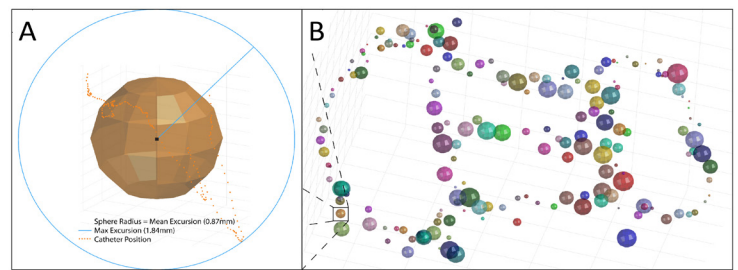 A
B
Sphere Radius = Mean Excursion (0.87mm)
Max Excursion (1.84mm)
Catheter Position